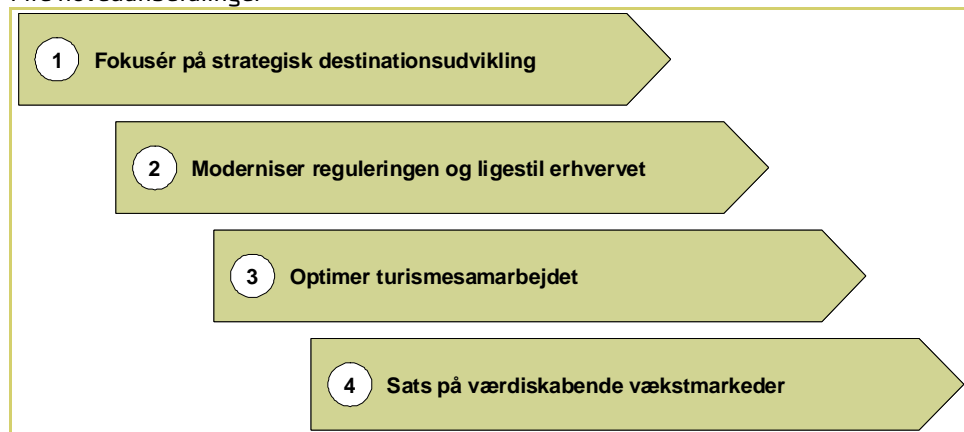 1 Fokusér på strategisk destinationsudvikling
2 Moderniser reguleringen og ligestil erhvervet
3 Optimer turismesamarbejdet
4 Sats på værdiskabende vækstmarkeder